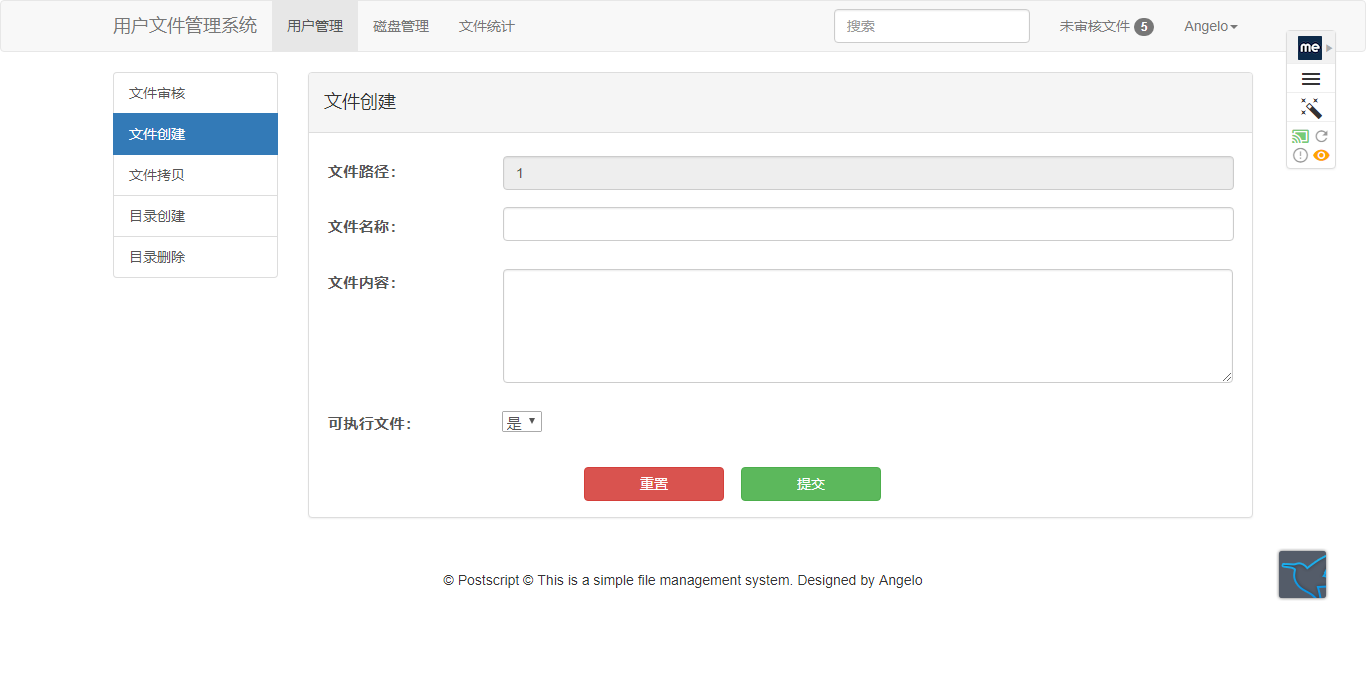 用户文件管理系统 用户管理 磁盘管理 文件统计 搜索 未审核文件 5 Angelo
me
文件审核
文件创建
文件拷贝
目录创建
目录删除
文件创建
文件路径： 1
文件名称：
文件内容：
可执行文件： 是
重置 提交
© Postscript © This is a simple file management system. Designed by Angelo